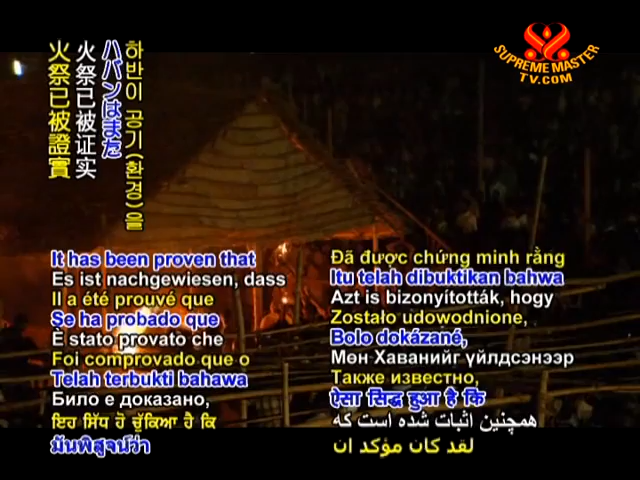 SUPREME MASTER
TV.COM
하반이 공기(환경)을
ハバンはまた
火祭已被证实
火祭已被證實
It has been proven that
Es ist nachgewiesen, dass
Il a été prouvé que
Se ha probado que
È stato provato che
Foi comprovado que o
Telah terbukti bahawa
Било е доказано,
ਇਹ ਸਿੱਧ ਹੋ ਚੁੱਕਿਆ ਹੈ ਕਿ
มันพิสูจน์ว่า
Đã được chứng minh rằng
Itu telah dibuktikan bahwa
Azt is bizonyították, hogy
Zostało udowodnione,
Bolo dokázané,
Мөн Хаванийг үйлдсэнээр
Также известно,
ऐसा सिद्ध हुआ है कि
همچنین اثبات شده است که
لقد كان مؤكد ان